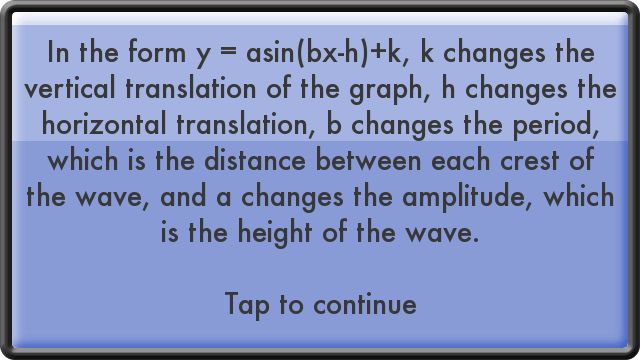 In the form y = asin(bx-h)+k, k changes the
vertical translation of the graph, h changes the
horizontal translation, b changes the period,
which is the distance between each crest of
the wave, and a changes the amplitude, which
is the height of the wave.
Tap to continue